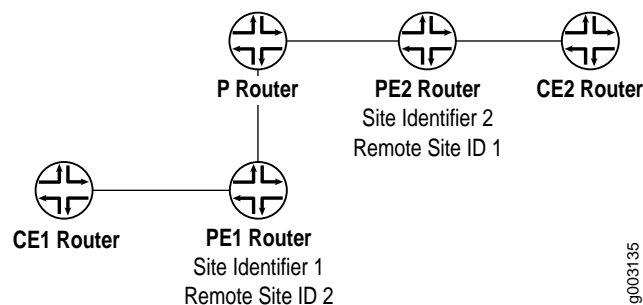 P Router
PE2 Router
CE2 Router
Site Identifier 2
Remote Site ID 1
CE1 Router
PE1 Router
Site Identifier 1
Remote Site ID 2
g003135